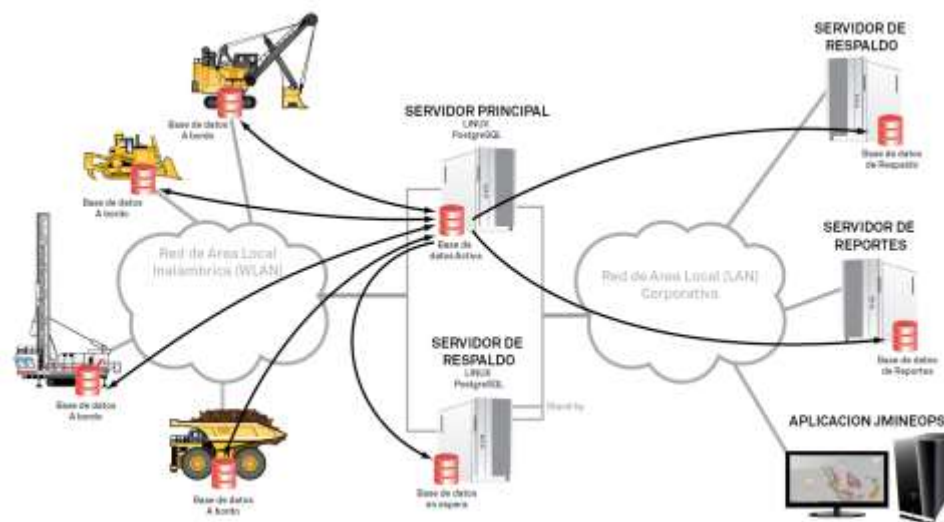 SERVIDOR DE
RESPALDO
Base de datos
de Respaldo
Base de datos
A bordo
SERVIDOR PRINCIPAL
LINUX
PostgreSQL
Base de
datos Activa
Base de datos
A bordo
Red de Area Local
Inalámbrica (WLAN)
Red de Area Local (LAN)
Corporativa
SERVIDOR DE
REPORTES
Base de datos
de Reportes
Base de datos
A bordo
SERVIDOR DE
RESPALDO
LINUX
PostgreSQL
Stand by
Base de datos
en espera
Base de datos
A bordo
APLICACION JMINEOPS